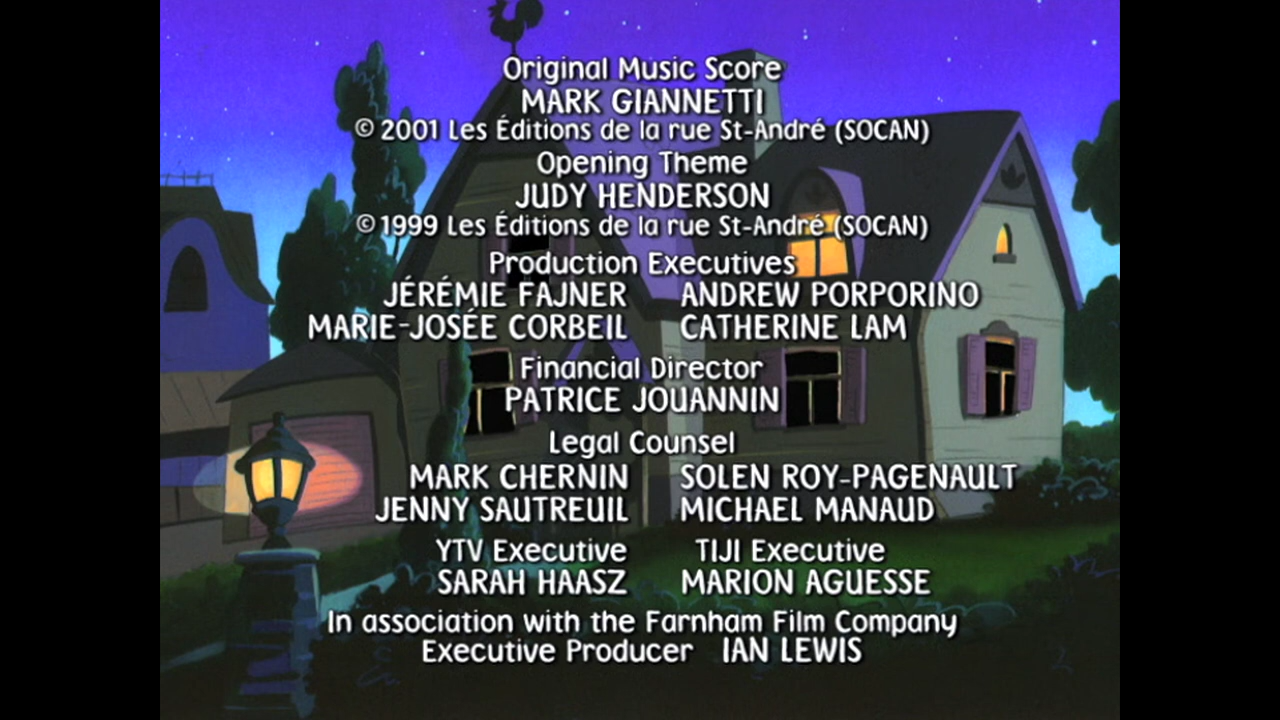 Original Music Score
MARK GIANNETTI
© 2001 Les Éditions de la rue St-André (SOCAN)
Opening Theme
JUDY HENDERSON
© 1999 Les Éditions de la rue St-André (SOCAN)
Production Executives
JÉRÉMIE FAJNER ANDREW PORPORINO
MARIE-JOSÉE CORBEIL CATHERINE LAM
Financial Director
PATRICE JOUANNIN
Legal Counsel
MARK CHERNIN SOLEN ROY-PAGENAULT
JENNY SAUTREUIL MICHAEL MANAUD
YTV Executive TIJI Executive
SARAH HAASZ MARION AGUESSE
In association with the Farnham Film Company
Executive Producer IAN LEWIS